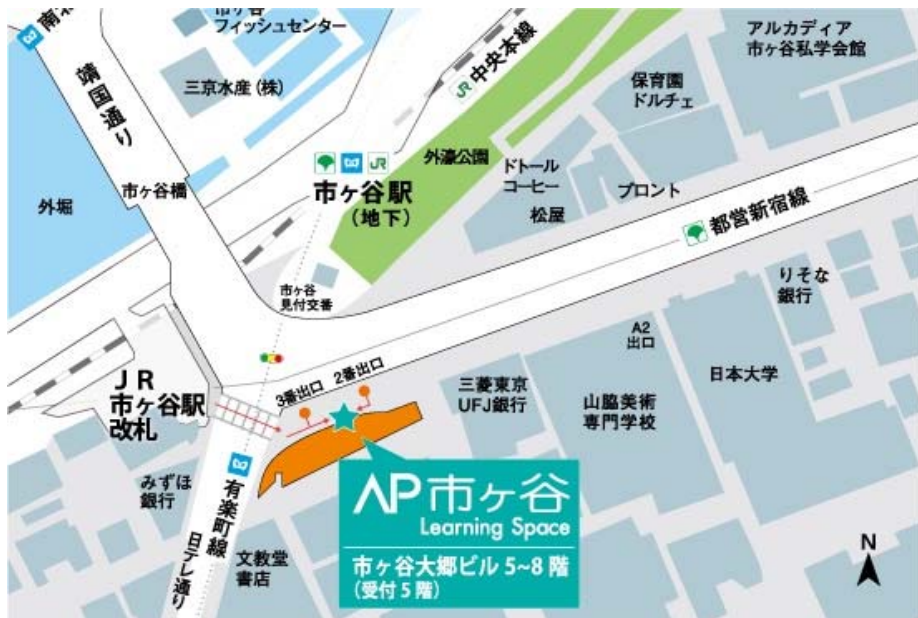 市ヶ谷
フィッシュセンター
南北
靖国通り
三京水産(株)
JR 中央本線
アルカディア
市ヶ谷私学会館
保育園
ドルチェ
外濠公園
ドトール
コーヒー
松屋
プロント
市ヶ谷橋
外堀
JR
市ヶ谷駅
(地下)
都営新宿線
市ヶ谷
見付交番
りそな
銀行
A2
出口
日本大学
3番出口
2番出口
三菱東京
UFJ銀行
山脇美術
専門学校
JR
市ヶ谷駅
改札
みずほ
銀行
有楽町線
日テレ通り
文教堂
書店
AP市ヶ谷
Learning Space
市ヶ谷大郷ビル 5~8 階
(受付 5 階)
N